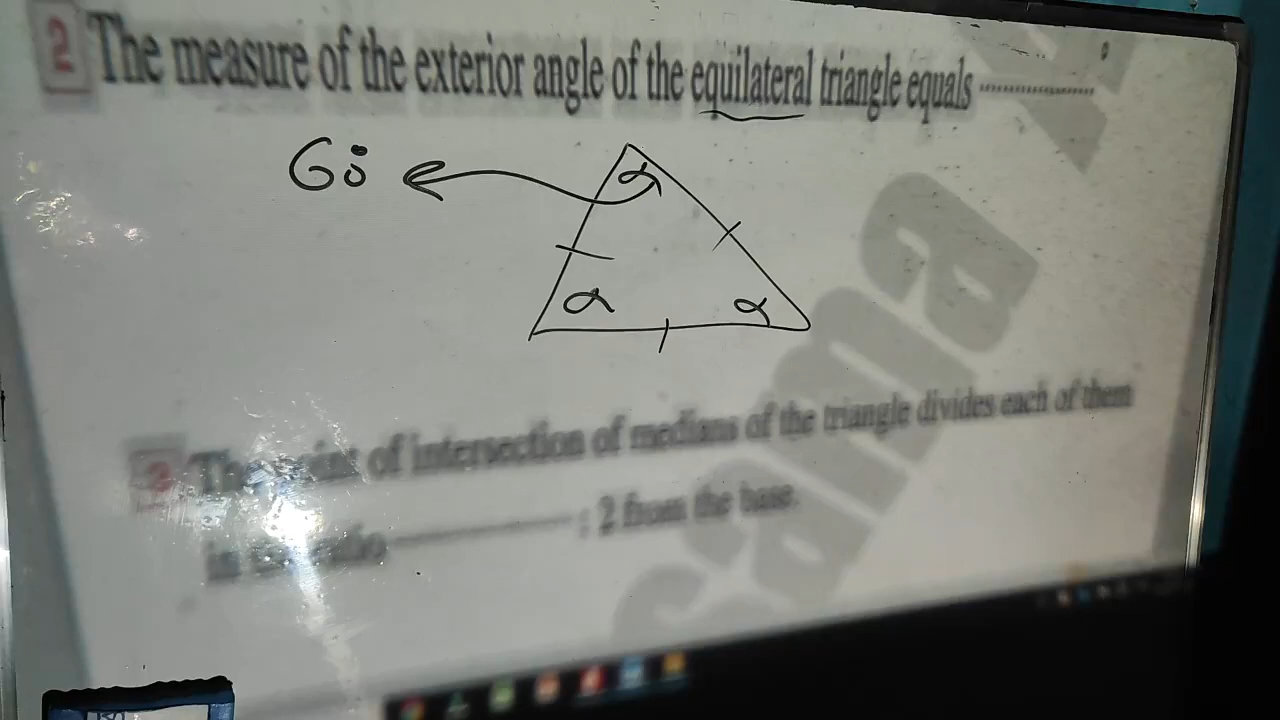 2 The measure of the exterior angle of the equilateral triangle equals ....................
60°
α
α α
3 The point of intersection of medians of the triangle divides each of them
in the ratio .................... : 2 from the base.